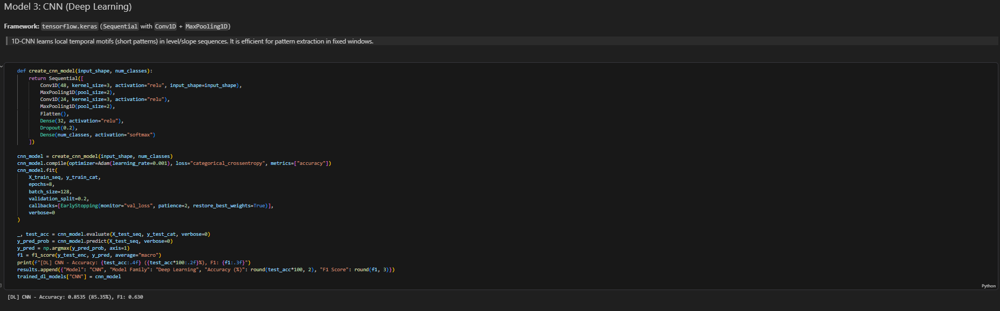 Model 3: CNN (Deep Learning)
Framework: tensorflow.keras (Sequential with Conv1D + MaxPooling1D)
1D-CNN learns local temporal motifs (short patterns) in level/slope sequences. It is efficient for pattern extraction in fixed windows.
def create_cnn_model(input_shape, num_classes):
    return Sequential([
        Conv1D(48, kernel_size=3, activation="relu", input_shape=input_shape),
        MaxPooling1D(pool_size=2),
        Conv1D(24, kernel_size=3, activation="relu"),
        MaxPooling1D(pool_size=2),
        Flatten(),
        Dense(32, activation="relu"),
        Dropout(0.2),
        Dense(num_classes, activation="softmax")
    ])
cnn_model = create_cnn_model(input_shape, num_classes)
cnn_model.compile(optimizer=Adam(learning_rate=0.001), loss="categorical_crossentropy", metrics=["accuracy"])
cnn_model.fit(
    X_train_seq, y_train_cat,
    epochs=8,
    batch_size=128,
    validation_split=0.2,
    callbacks=[EarlyStopping(monitor="val_loss", patience=2, restore_best_weights=True)],
    verbose=0
)
_, test_acc = cnn_model.evaluate(X_test_seq, y_test_cat, verbose=0)
y_pred_prob = cnn_model.predict(X_test_seq, verbose=0)
y_pred = np.argmax(y_pred_prob, axis=1)
f1 = f1_score(y_test_enc, y_pred, average="macro")
print(f"[DL] CNN - Accuracy: {test_acc:.4f} ({test_acc*100:.2f}%), F1: {f1:.3f}")
results.append({"Model": "CNN", "Model Family": "Deep Learning", "Accuracy (%)": round(test_acc*100, 2), "F1 Score": round(f1, 3)})
trained_dl_models["CNN"] = cnn_model
Python
[DL] CNN - Accuracy: 0.8535 (85.35%), F1: 0.630